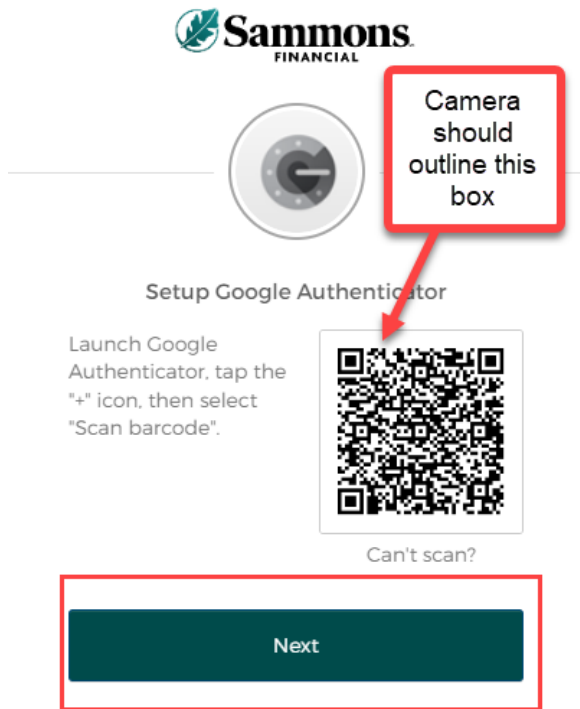 Sammons
FINANCIAL
Camera
should
outline this
box
Setup Google Authenticator
Launch Google
Authenticator, tap the
"+" icon, then select
"Scan barcode".
Can't scan?
Next